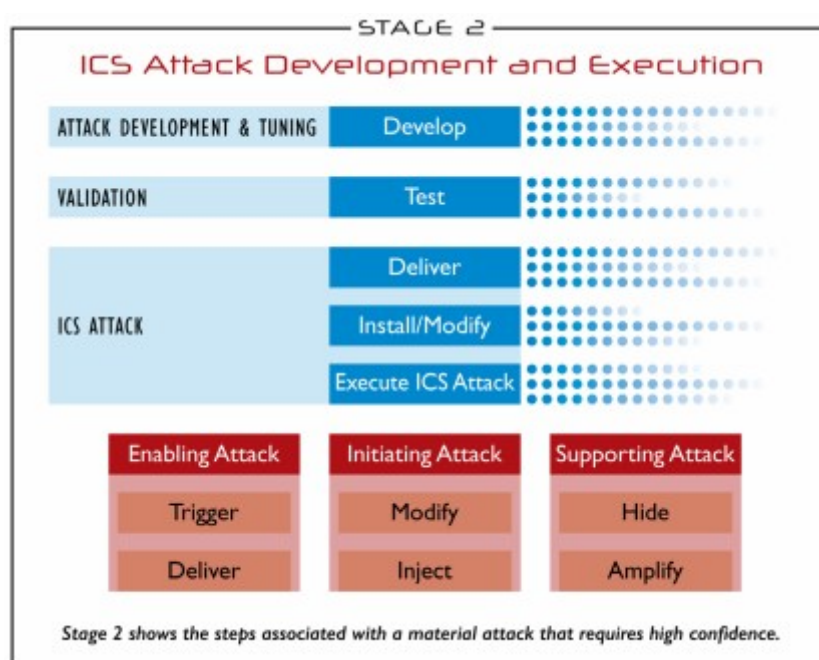 STAGE 2
ICS Attack Development and Execution
ATTACK DEVELOPMENT & TUNING Develop
VALIDATION Test
Deliver
ICS ATTACK Install/Modify
Execute ICS Attack
Enabling Attack Initiating Attack Supporting Attack
Trigger Modify Hide
Deliver Inject Amplify
Stage 2 shows the steps associated with a material attack that requires high confidence.